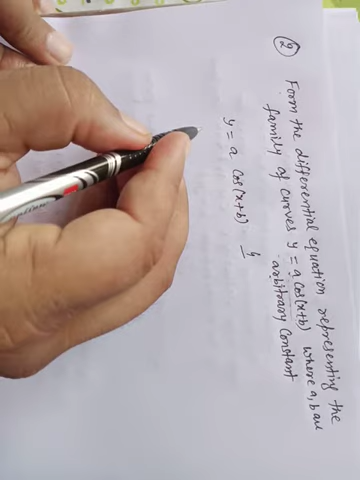 ② Form the differential equation representing the
family of curves y = a cos(x+b) where a, b are
arbitrary constant
y = a cos(x+b)